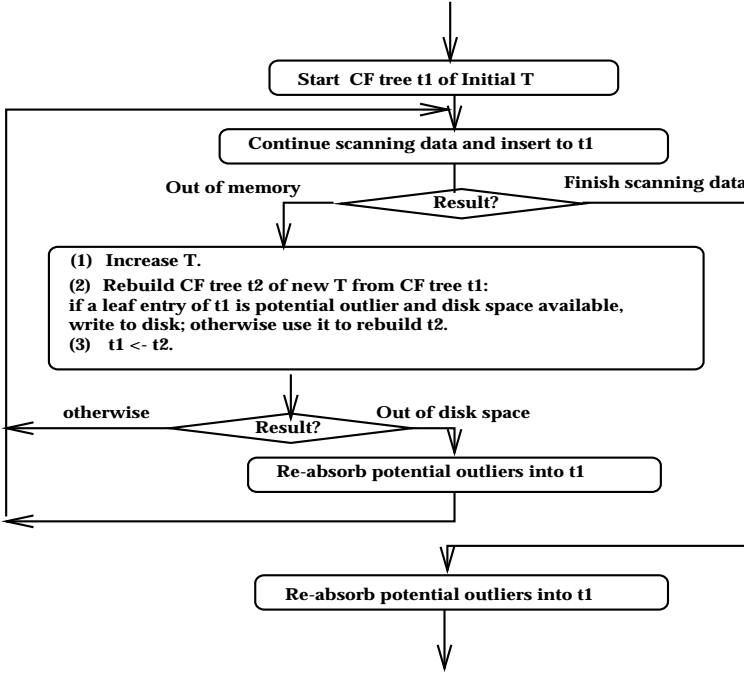 Start CF tree t1 of Initial T
Continue scanning data and insert to t1
Out of memory
Result?
Finish scanning data
(1) Increase T.
(2) Rebuild CF tree t2 of new T from CF tree t1:
if a leaf entry of t1 is potential outlier and disk space available,
write to disk; otherwise use it to rebuild t2.
(3) t1 <- t2.
otherwise
Result?
Out of disk space
Re-absorb potential outliers into t1
Re-absorb potential outliers into t1